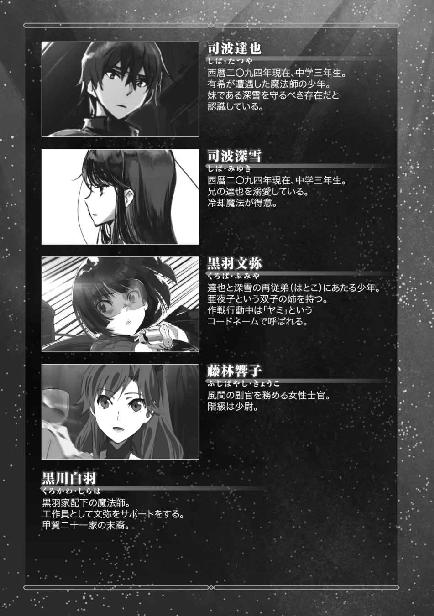 司波達也
しば・たつや
西暦二〇九四年現在、中学三年生。
有希が遭遇した魔法師の少年。
妹である深雪を守るべき存在だと
認識している。
司波深雪
しば・みゆき
西暦二〇九四年現在、中学三年生。
兄の達也を溺愛している。
冷却魔法が得意。
黒羽文弥
くろば・ふみや
達也と深雪の再従弟（はとこ）にあたる少年。
亜夜子という双子の姉を持つ。
作戦行動中は「ヤミ」という
コードネームで呼ばれる。
藤林響子
ふじばやし・きょうこ
風間の副官を務める女性士官。
階級は少尉。
黒川白羽
くろかわ・しらは
黒羽家配下の魔法師。
工作員として文弥をサポートをする。
甲賀二十一家の末裔。